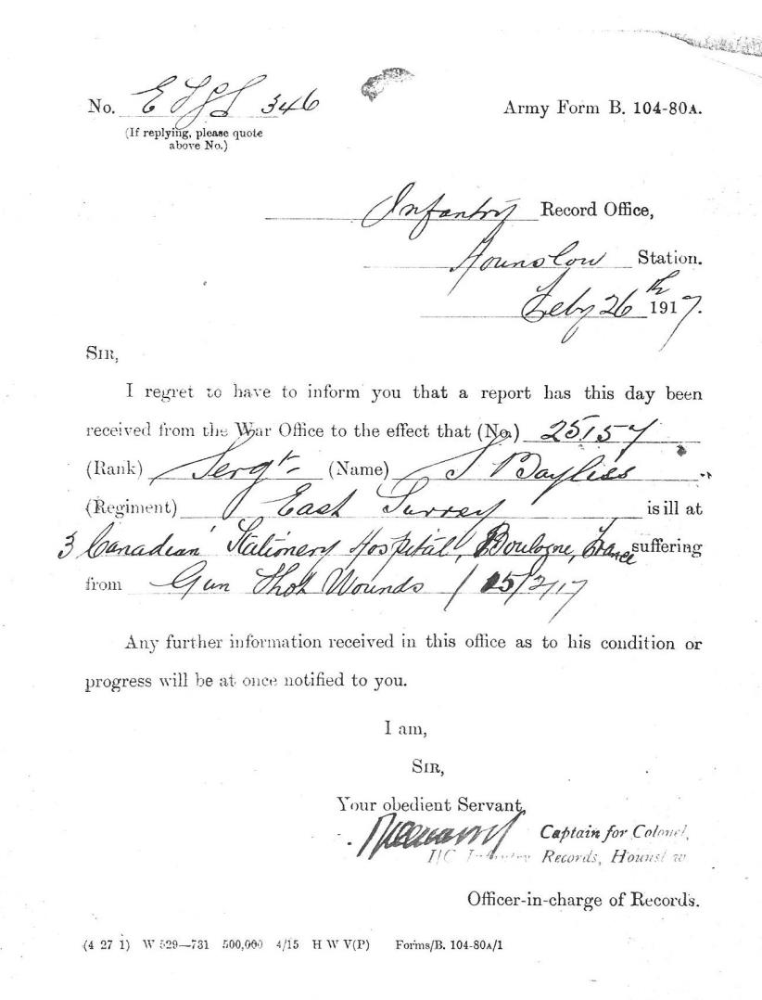 No. E 346
Army Form B. 104-80A.
(If replying, please quote
above No.)
Infantry Record Office,
Hounslow Station.
Feby 26th 1917.
SIR,
I regret to have to inform you that a report has this day been
received from the War Office to the effect that (No.) 25157
(Rank) Sergt (Name) Bayliss
(Regiment) East Surrey is ill at
3 Canadian Stationery Hospital, Boulogne, France suffering
from Gun Shot Wounds 15/2/17
Any further information received in this office as to his condition or
progress will be at once notified to you.
I am,
SIR,
Your obedient Servant,
Captain for Colonel,
I/C Infantry Records, Hounslow
Officer-in-charge of Records.
(4 27 1) W 529—731 500,000 4/15 H W V(P) Forms/B. 104-80A/1